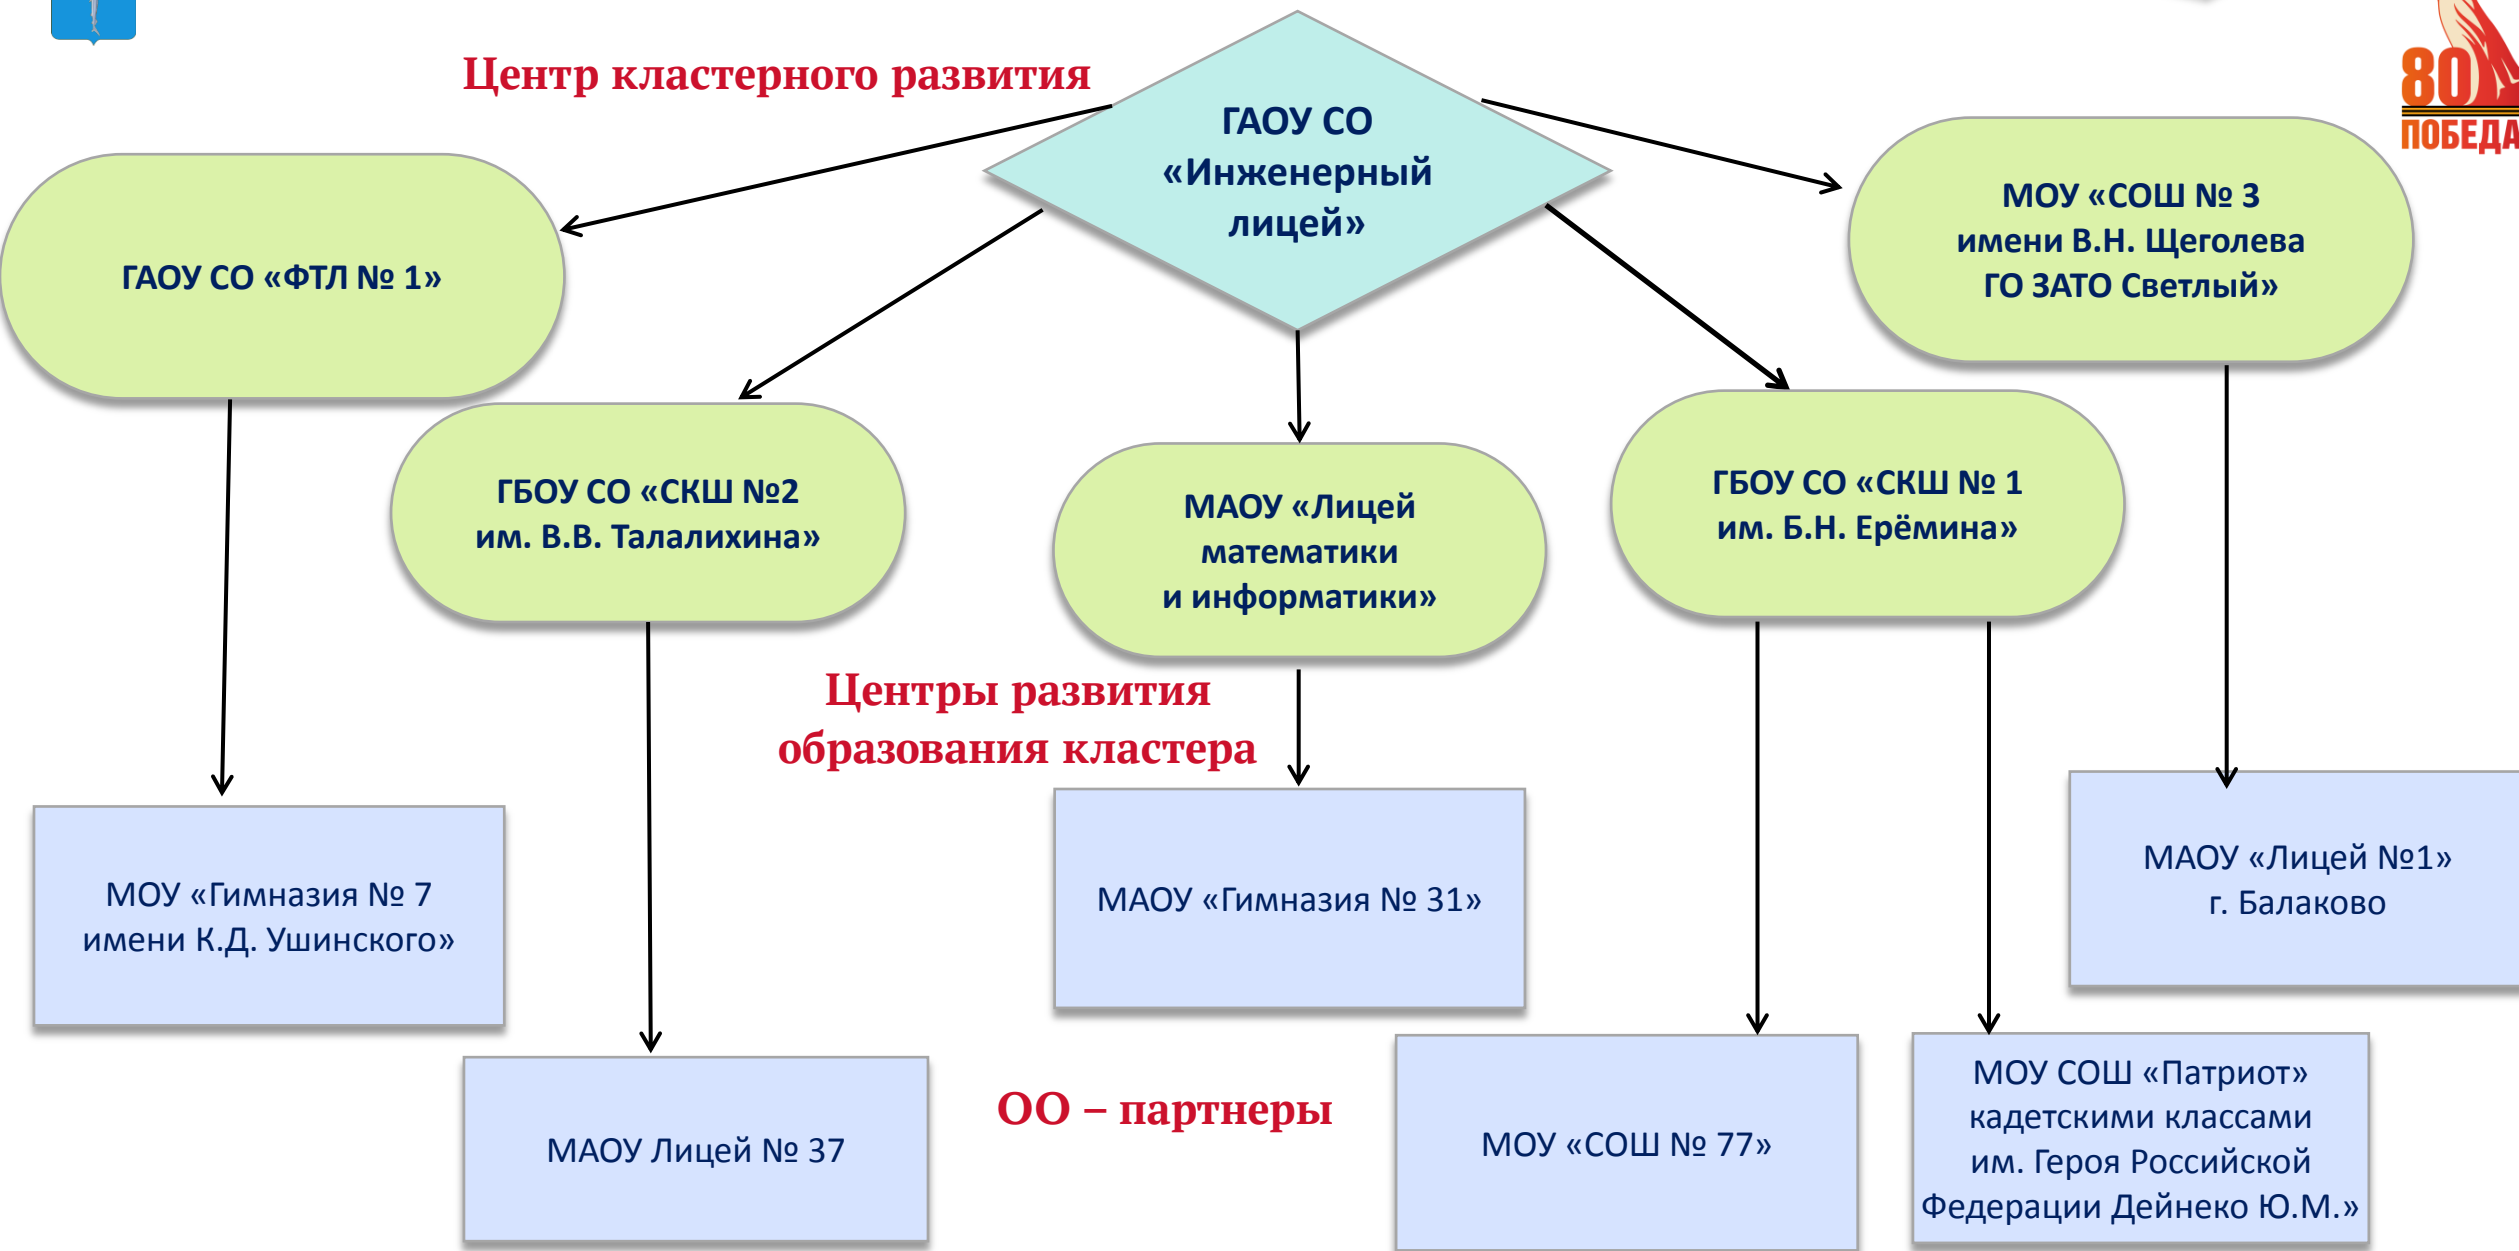 Центр кластерного развития
80
ПОБЕДА
ГАОУ СО
«Инженерный
лицей»
МОУ «СОШ № 3
имени В.Н. Щеголева
ГО ЗАТО Светлый»
ГАОУ СО «ФТЛ № 1»
ГБОУ СО «СКШ №2
им. В.В. Талалихина»
МАОУ «Лицей
математики
и информатики»
ГБОУ СО «СКШ № 1
им. Б.Н. Ерёмина»
Центры развития
образования кластера
МОУ «Гимназия № 7
имени К.Д. Ушинского»
МАОУ «Гимназия № 31»
МАОУ «Лицей №1»
г. Балаково
ОО – партнеры
МАОУ Лицей № 37
МОУ «СОШ № 77»
МОУ СОШ «Патриот»
кадетскими классами
им. Героя Российской
Федерации Дейнеко Ю.М.»